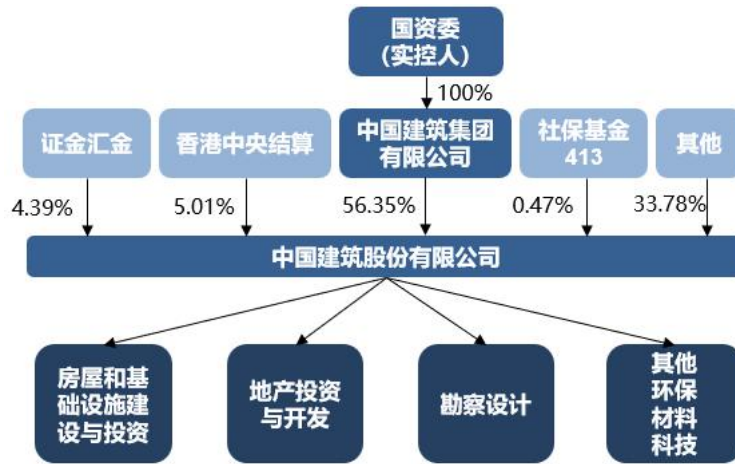 国资委
(实控人)
100%
证金汇金
香港中央结算
中国建筑集团
有限公司
社保基金
413
其他
4.39%
5.01%
56.35%
0.47%
33.78%
中国建筑股份有限公司
房屋和基
础设施建
设与投资
地产投资
与开发
勘察设计
其他
环保
材料
科技